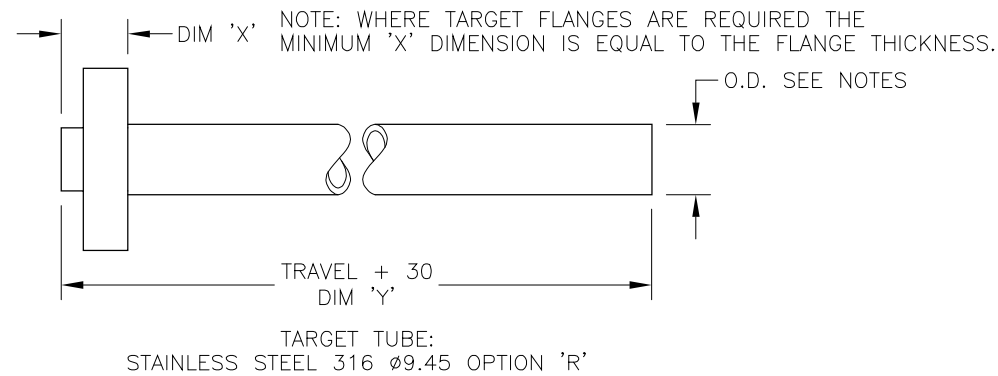 DIM 'X'
NOTE: WHERE TARGET FLANGES ARE REQUIRED THE
MINIMUM 'X' DIMENSION IS EQUAL TO THE FLANGE THICKNESS.
O.D. SEE NOTES
TRAVEL + 30
DIM 'Y'
TARGET TUBE:
STAINLESS STEEL 316 Ø9.45 OPTION 'R'